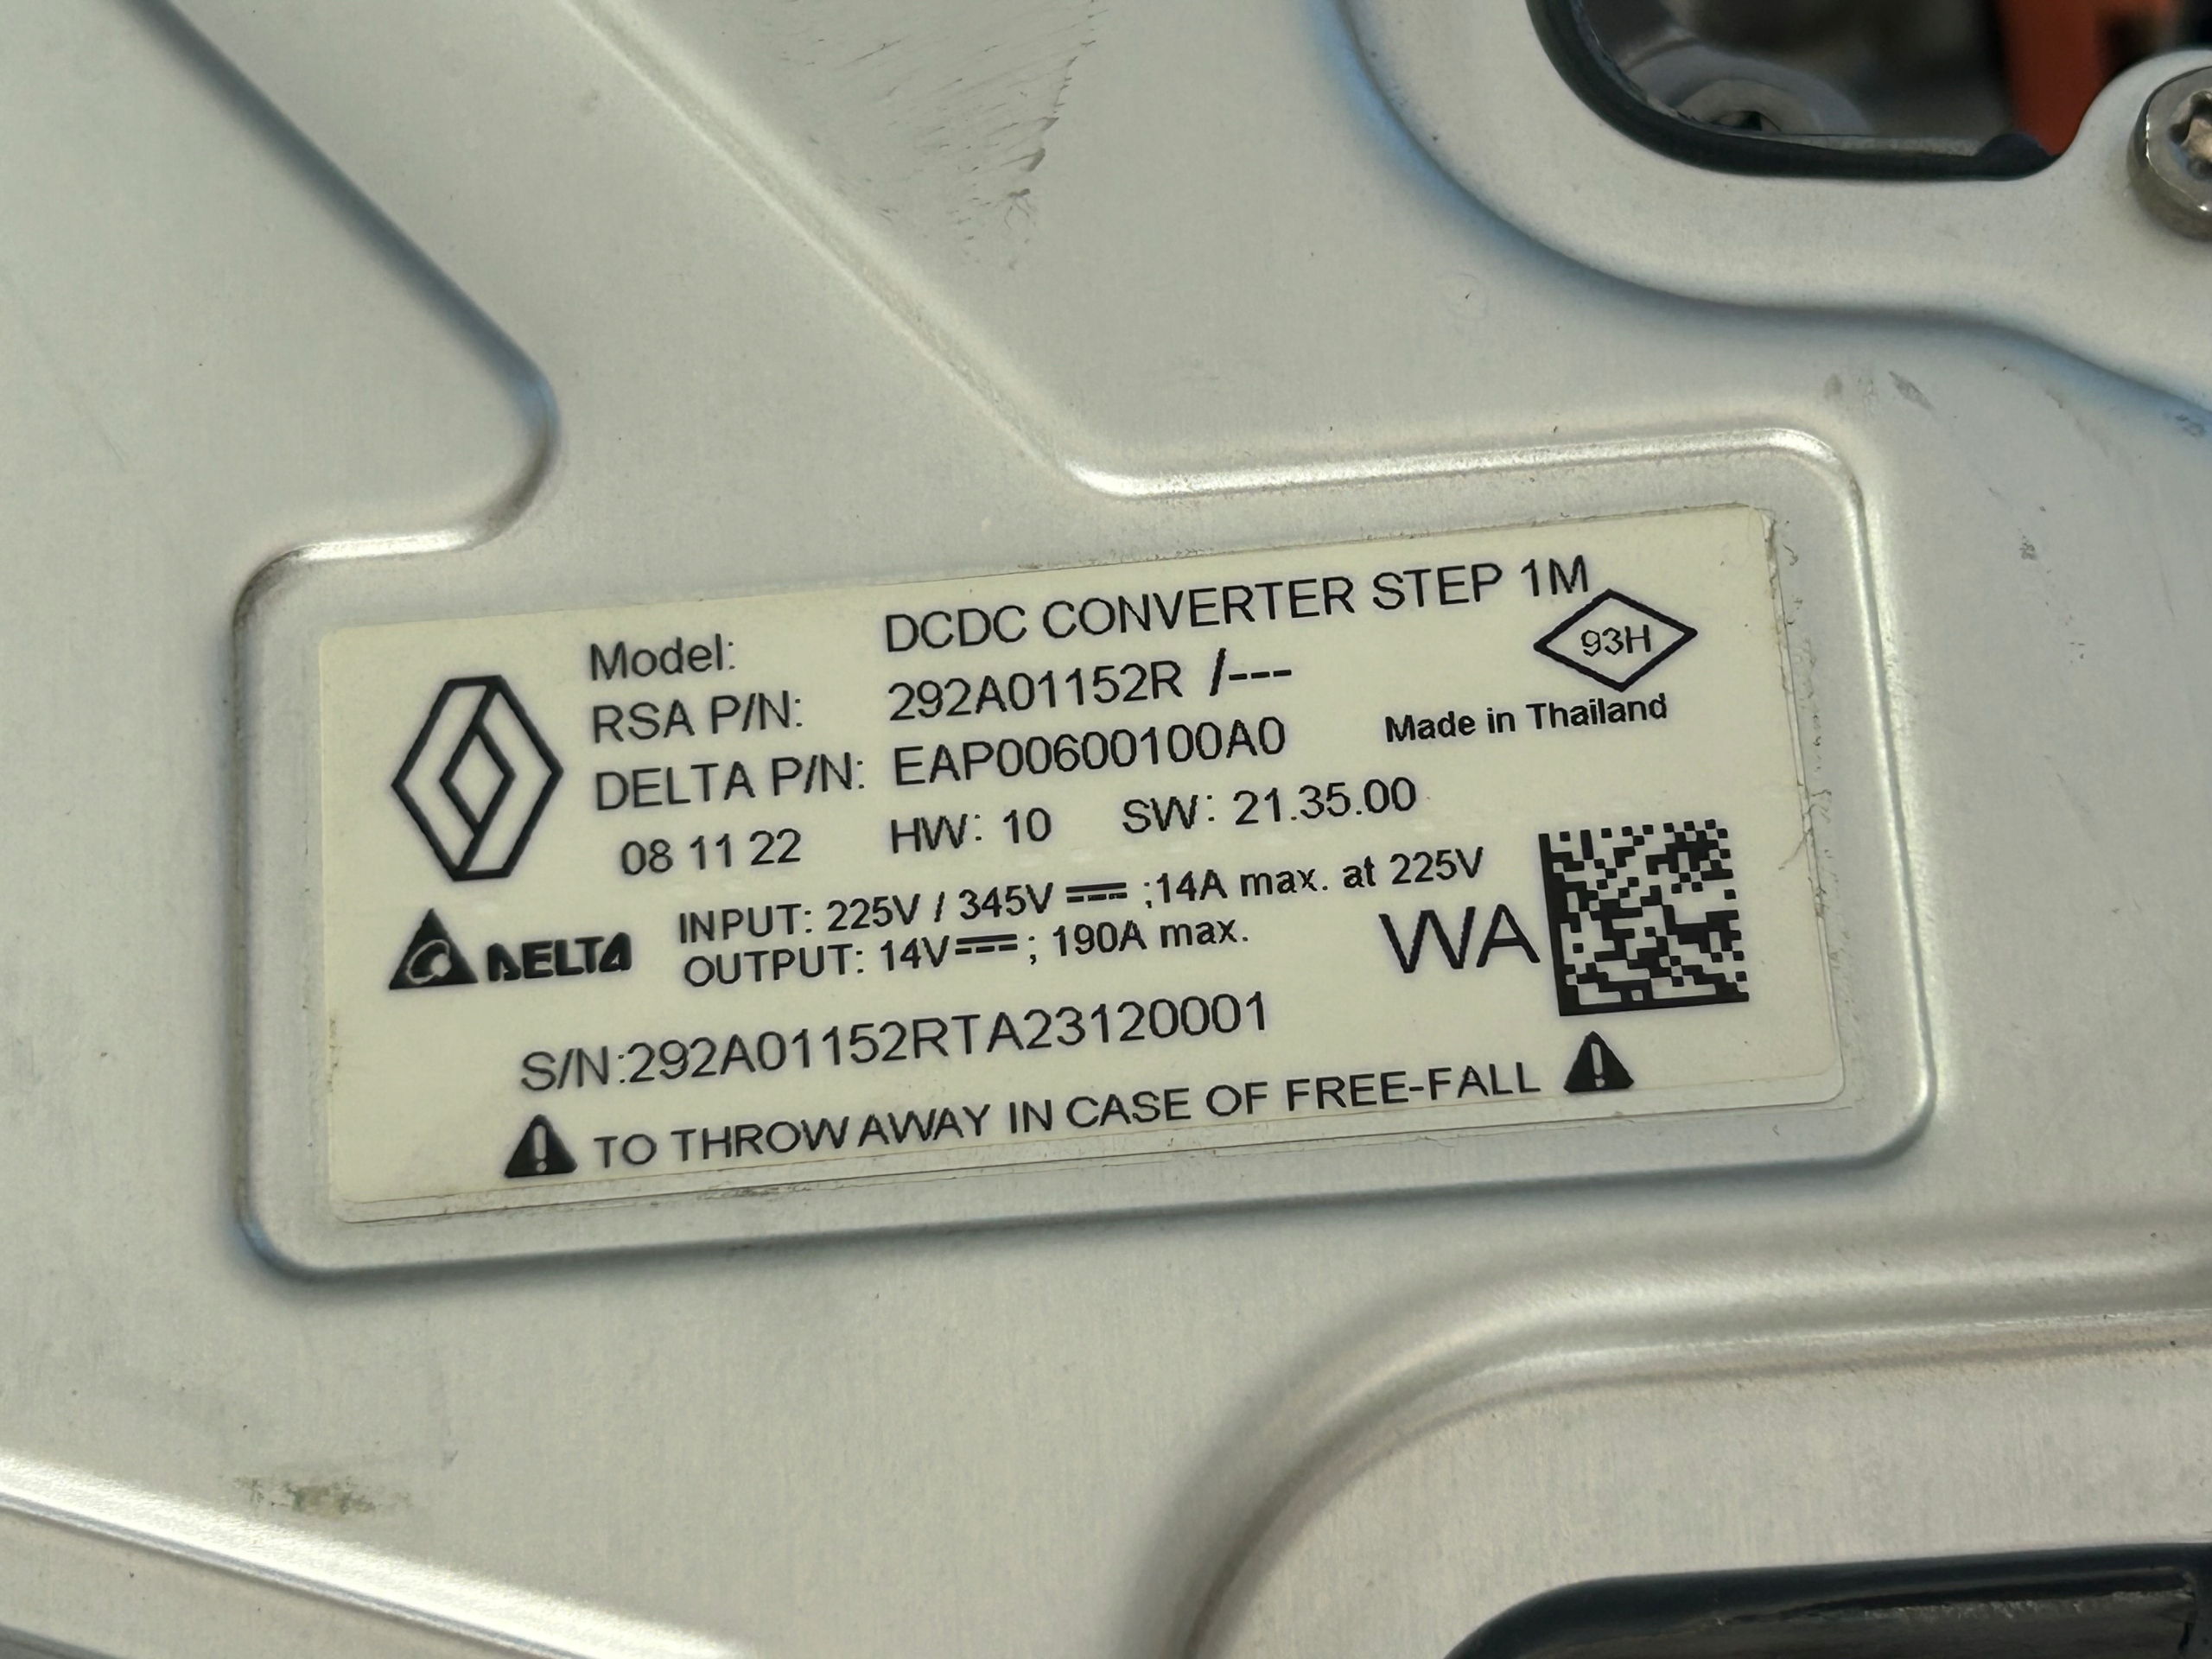 Model: DCDC CONVERTER STEP 1M
RSA P/N: 292A01152R /---
93H
DELTA P/N: EAP00600100A0
Made in Thailand
08 11 22 HW: 10 SW: 21.35.00
INPUT: 225V / 345V ⎓ ;14A max. at 225V
OUTPUT: 14V⎓ ; 190A max.
DELTA
WA
S/N:292A01152RTA23120001
TO THROW AWAY IN CASE OF FREE-FALL